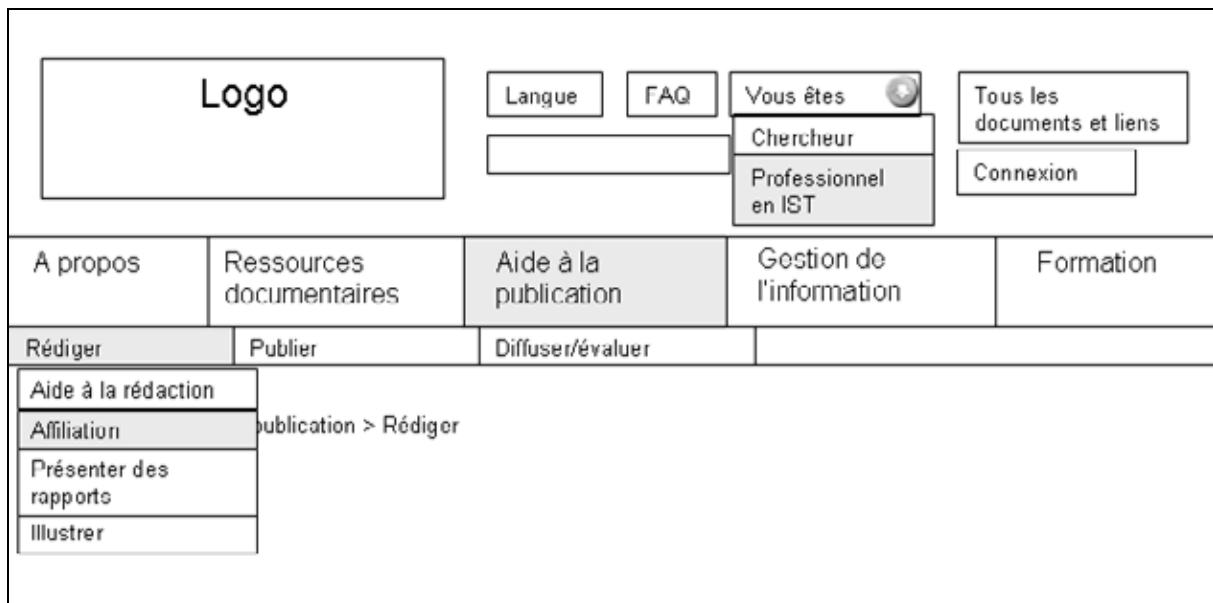 Logo
Langue
FAQ
Vous êtes
Chercheur
Professionnel
en IST
Tous les
documents et liens
Connexion
A propos
Ressources
documentaires
Aide à la
publication
Gestion de
l'information
Formation
Rédiger
Publier
Diffuser/évaluer
Aide à la rédaction
Affiliation
publication > Rédiger
Présenter des
rapports
Illustrer